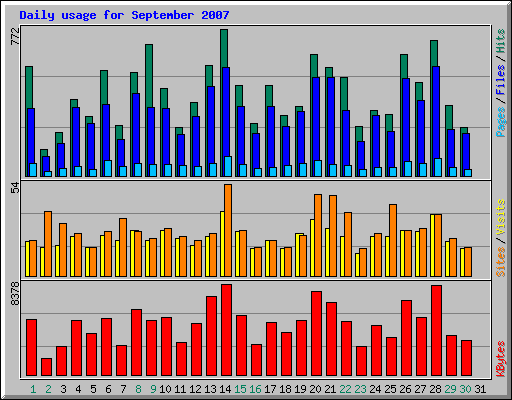 Daily usage for September 2007
772
54
8378
Pages / Files / Hits
Sites / Visits
KBytes
1 2 3 4 5 6 7 8 9 10 11 12 13 14 15 16 17 18 19 20 21 22 23 24 25 26 27 28 29 30 31